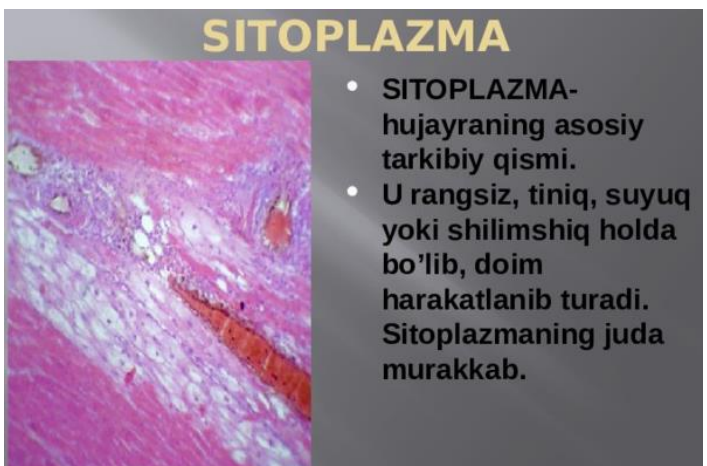 SITOPLAZMA
• SITOPLAZMA-
hujayraning asosiy
tarkibiy qismi.
• U rangsiz, tiniq, suyuq
yoki shilimshiq holda
bo’lib, doim
harakatlanib turadi.
Sitoplazmaning juda
murakkab.